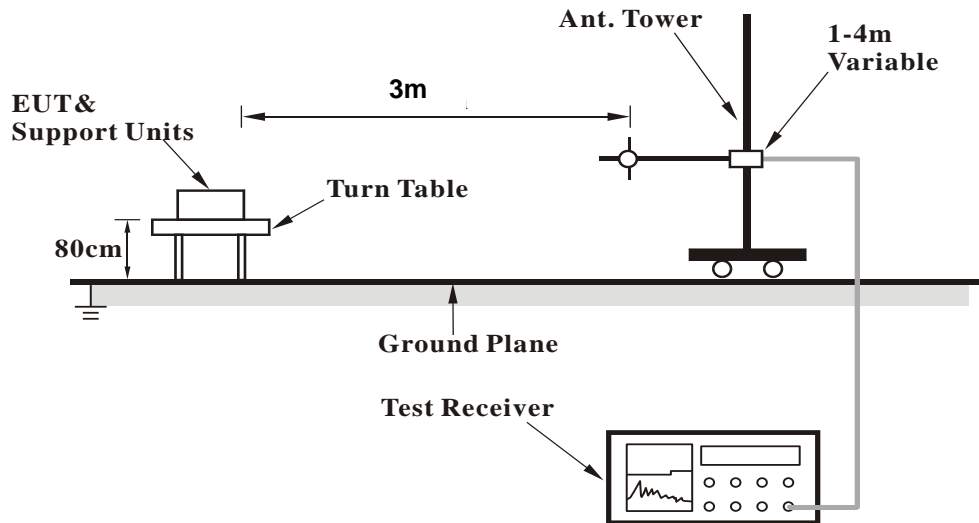 Ant. Tower
1-4m
Variable
3m
EUT&
Support Units
Turn Table
80cm
Ground Plane
Test Receiver